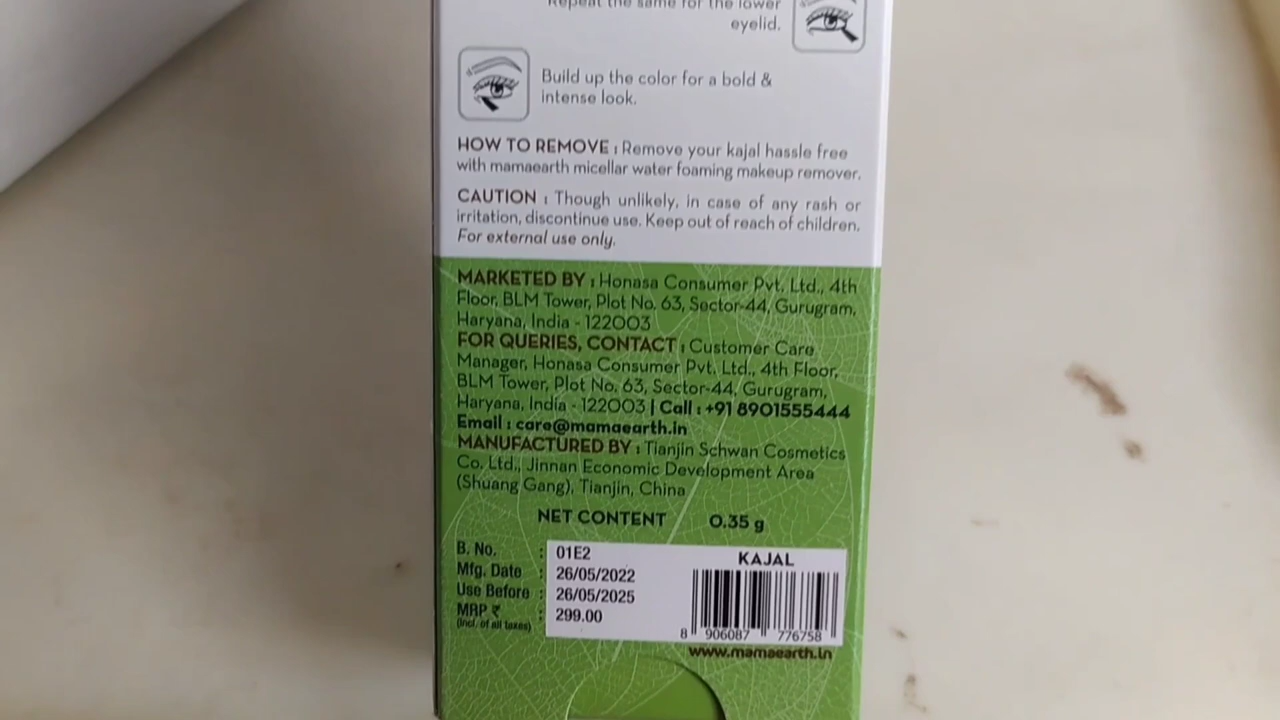 Repeat the same for the lower
eyelid.
Build up the color for a bold &
intense look.
HOW TO REMOVE : Remove your kajal hassle free
with mamaearth micellar water foaming makeup remover.
CAUTION : Though unlikely, in case of any rash or
irritation, discontinue use. Keep out of reach of children.
For external use only.
MARKETED BY : Honasa Consumer Pvt. Ltd., 4th
Floor, BLM Tower, Plot No. 63, Sector-44, Gurugram,
Haryana, India - 122003
FOR QUERIES, CONTACT : Customer Care
Manager, Honasa Consumer Pvt. Ltd., 4th Floor,
BLM Tower, Plot No. 63, Sector-44, Gurugram,
Haryana, India - 122003 | Call : +91 8901555444
Email : care@mamaearth.in
MANUFACTURED BY : Tianjin Schwan Cosmetics
Co. Ltd., Jinnan Economic Development Area
(Shuang Gang), Tianjin, China
NET CONTENT 0.35 g
B. No. : 01E2
Mfg. Date : 26/05/2022
Use Before : 26/05/2025
MRP ₹ : 299.00
(Incl. of all taxes)
KAJAL
8 906087 776758
www.mamaearth.in